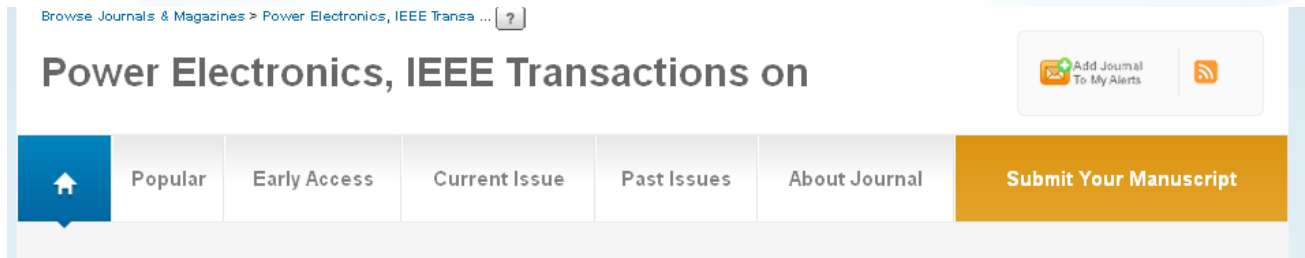 Browse Journals & Magazines > Power Electronics, IEEE Transa ... ?
Power Electronics, IEEE Transactions on
Add Journal
To My Alerts
Popular Early Access Current Issue Past Issues About Journal Submit Your Manuscript